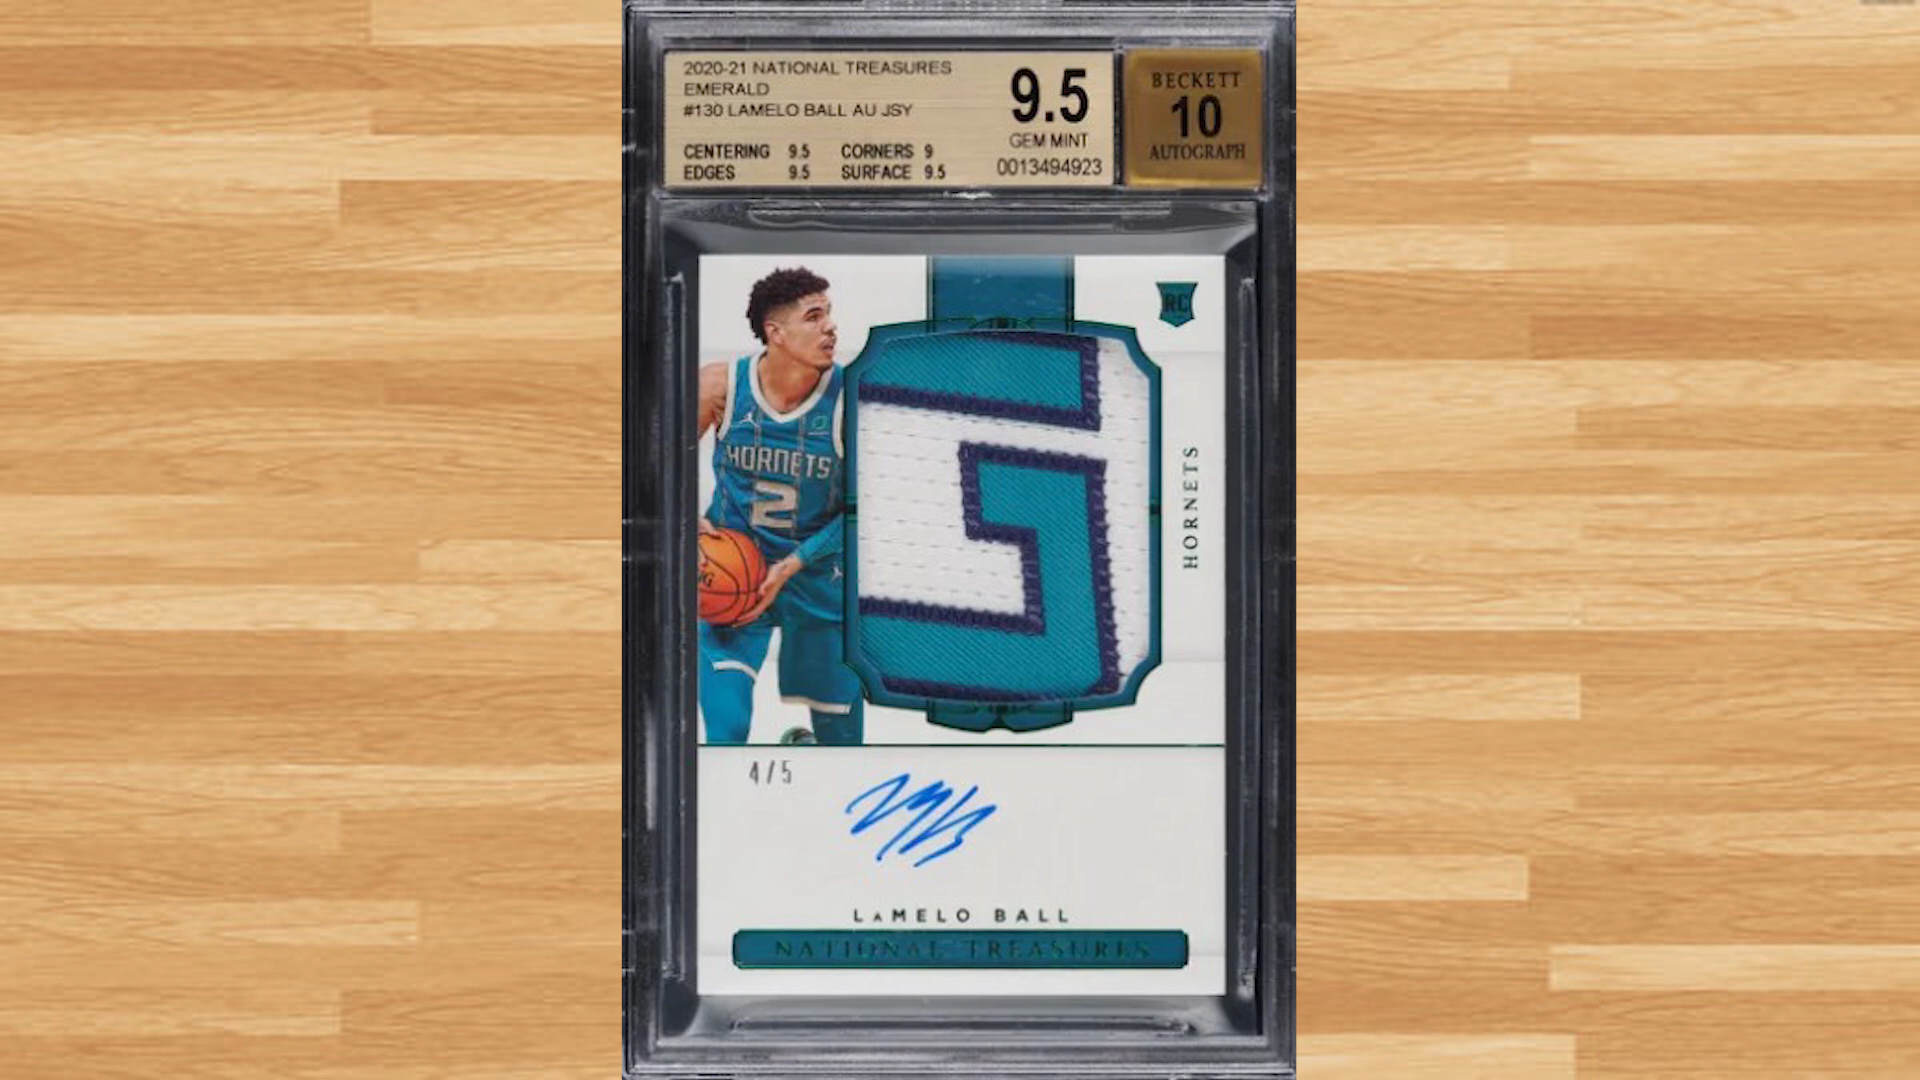 2020-21 NATIONAL TREASURES
EMERALD
#130 LAMELO BALL AU JSY
CENTERING 9.5 CORNERS 9
EDGES 9.5 SURFACE 9.5
9.5
GEM MINT
0013494923
BECKETT
10
AUTOGRAPH
RC
HORNETS
2
HORNETS
4/5
LAMELO BALL
NATIONAL TREASURES